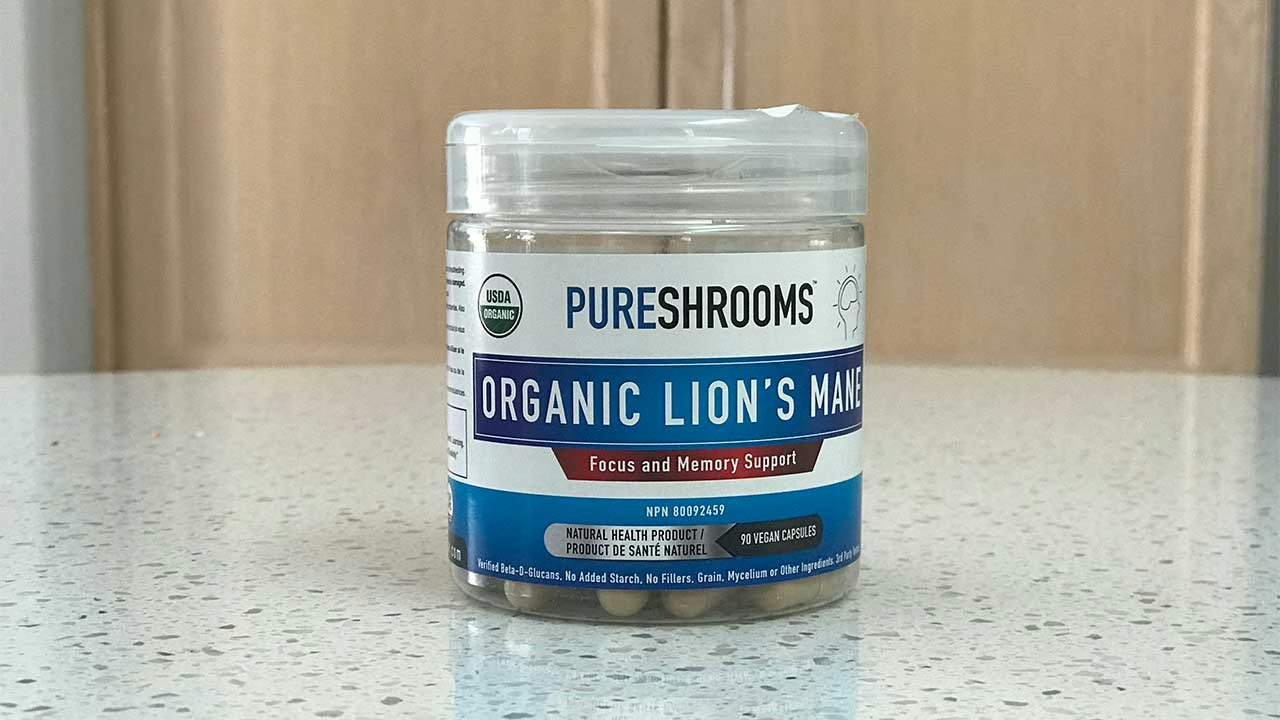 USDA
ORGANIC
PURESHROOMS™
ORGANIC LION'S MANE
Focus and Memory Support
NPN 80092459
NATURAL HEALTH PRODUCT /
PRODUCT DE SANTÉ NATUREL
90 VEGAN CAPSULES
Verified Beta-D-Glucans, No Added Starch, No Fillers, Grain, Mycelium or Other Ingredients. 3rd Party